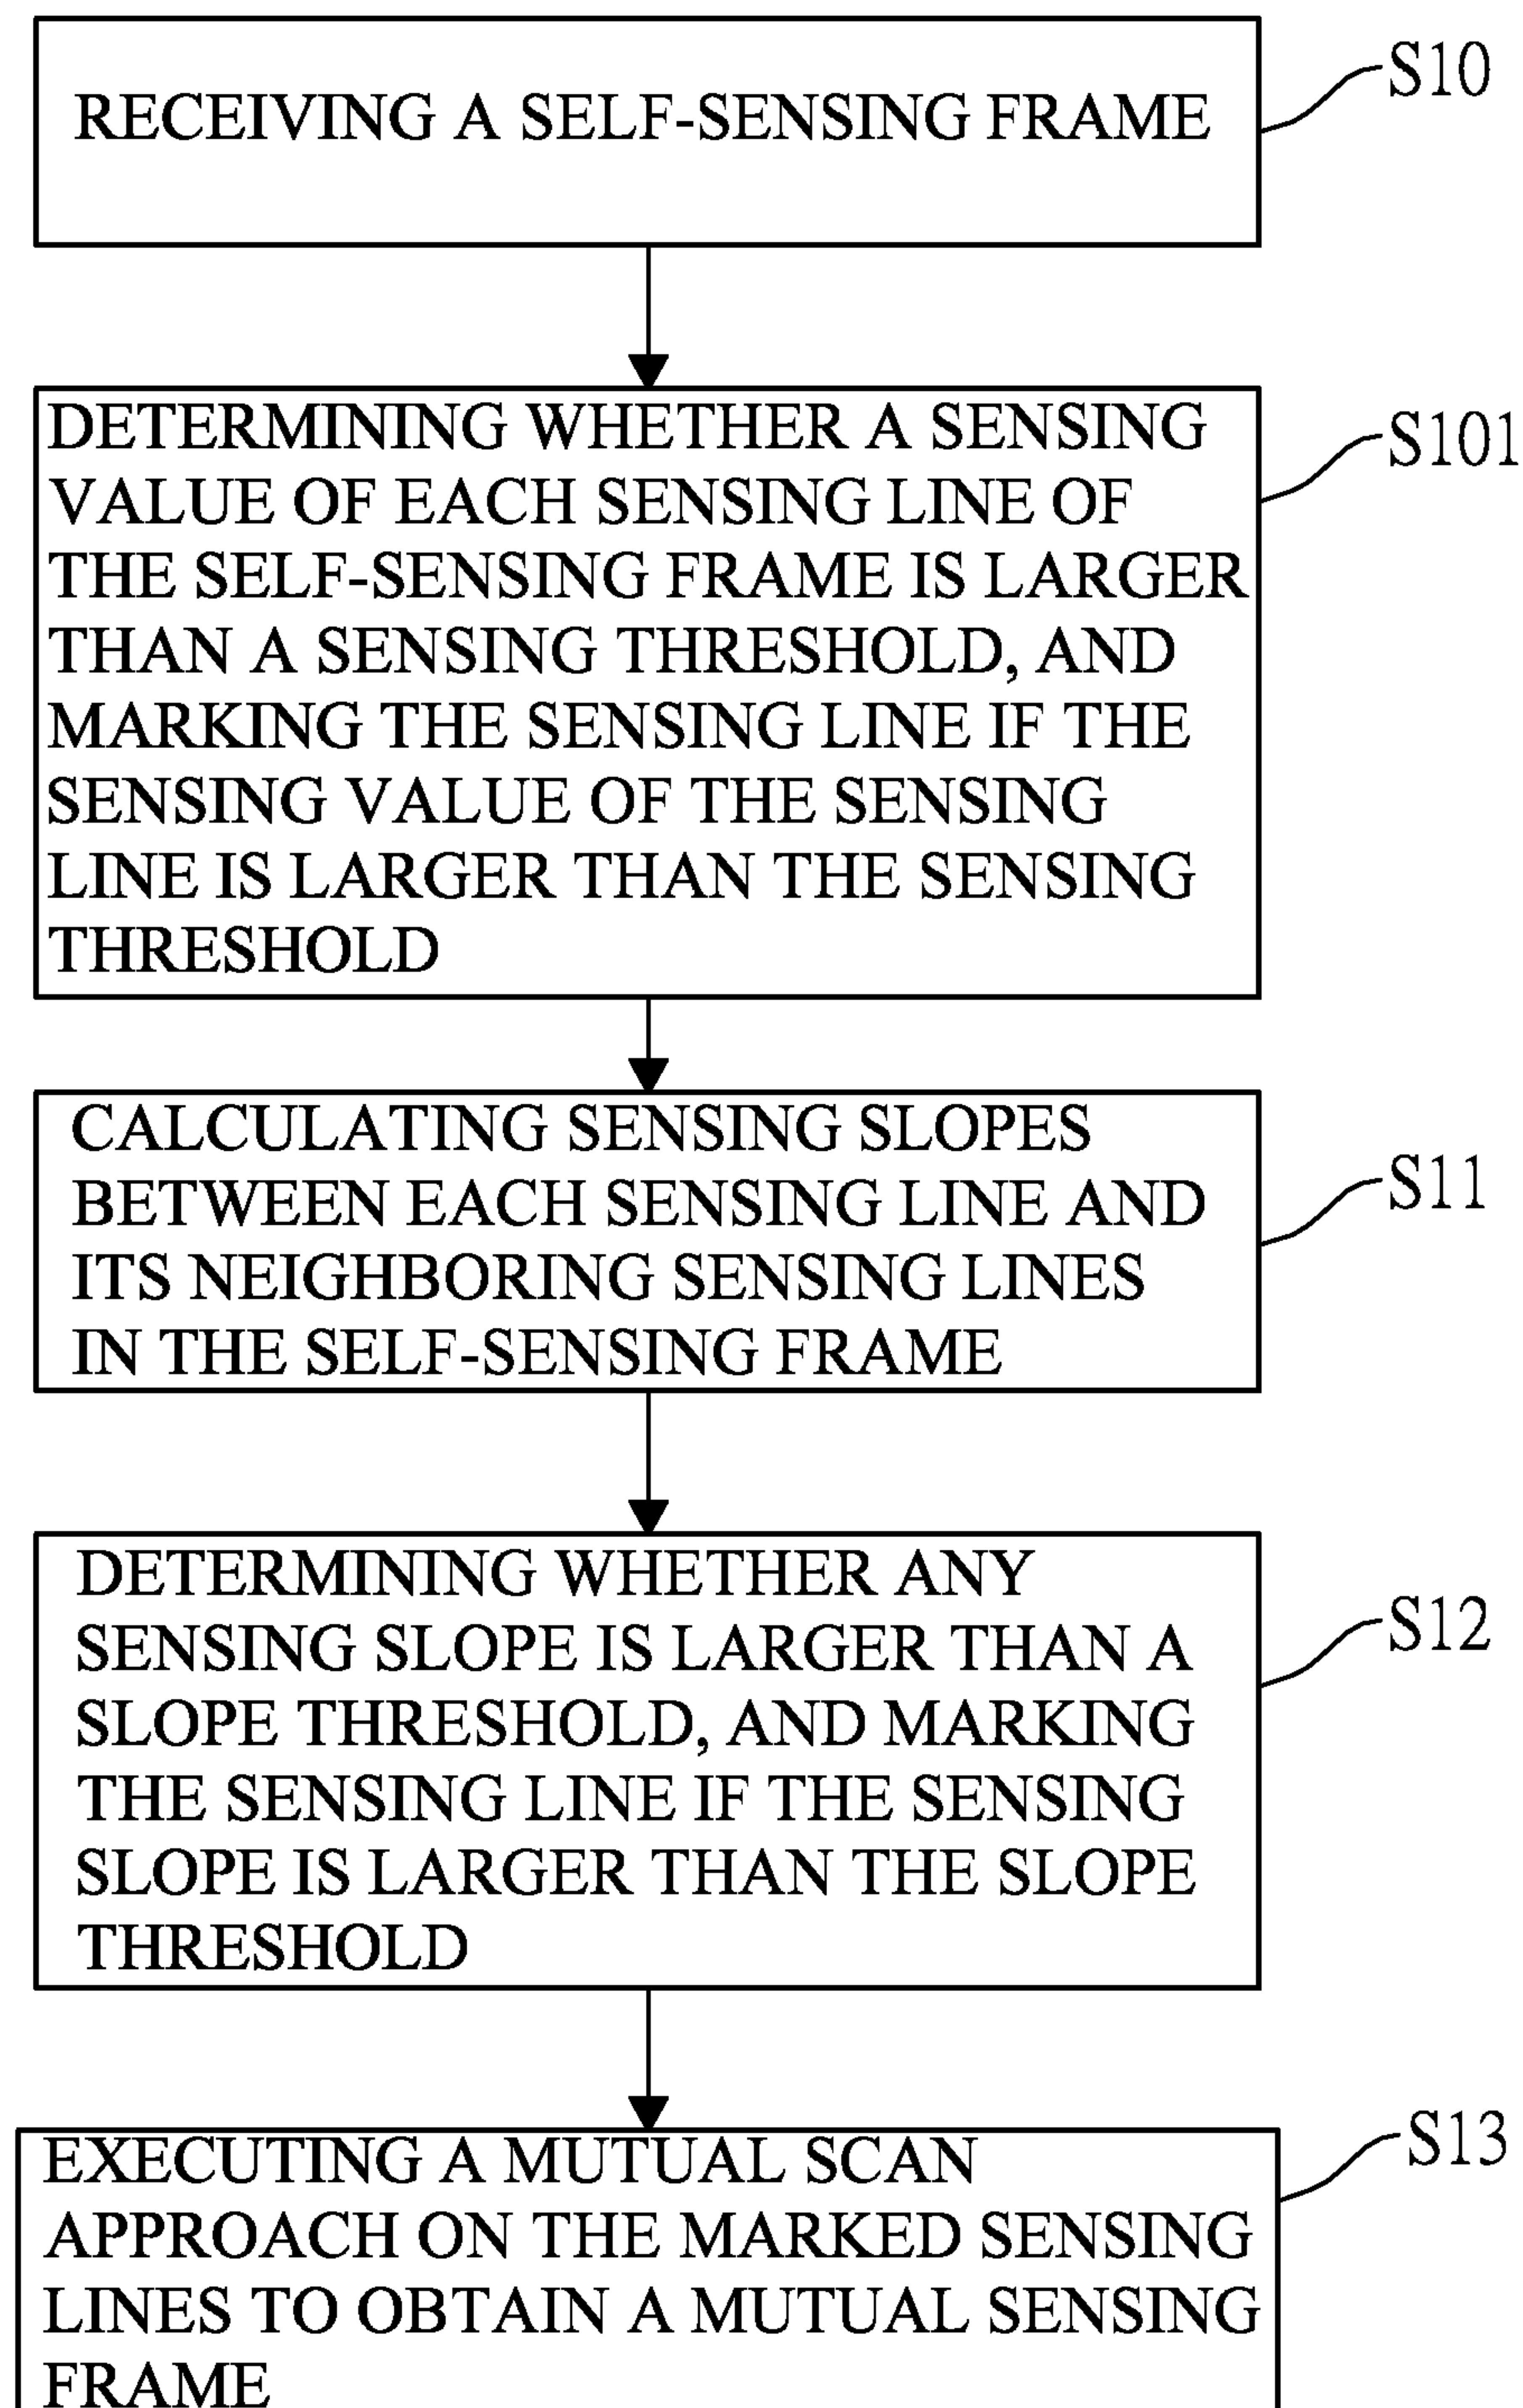 RECEIVING A SELF-SENSING FRAME
S10
DETERMINING WHETHER A SENSING
VALUE OF EACH SENSING LINE OF
THE SELF-SENSING FRAME IS LARGER
THAN A SENSING THRESHOLD, AND
MARKING THE SENSING LINE IF THE
SENSING VALUE OF THE SENSING
LINE IS LARGER THAN THE SENSING
THRESHOLD
S101
CALCULATING SENSING SLOPES
BETWEEN EACH SENSING LINE AND
ITS NEIGHBORING SENSING LINES
IN THE SELF-SENSING FRAME
S11
DETERMINING WHETHER ANY
SENSING SLOPE IS LARGER THAN A
SLOPE THRESHOLD, AND MARKING
THE SENSING LINE IF THE SENSING
SLOPE IS LARGER THAN THE SLOPE
THRESHOLD
S12
EXECUTING A MUTUAL SCAN
APPROACH ON THE MARKED SENSING
LINES TO OBTAIN A MUTUAL SENSING
FRAME
S13